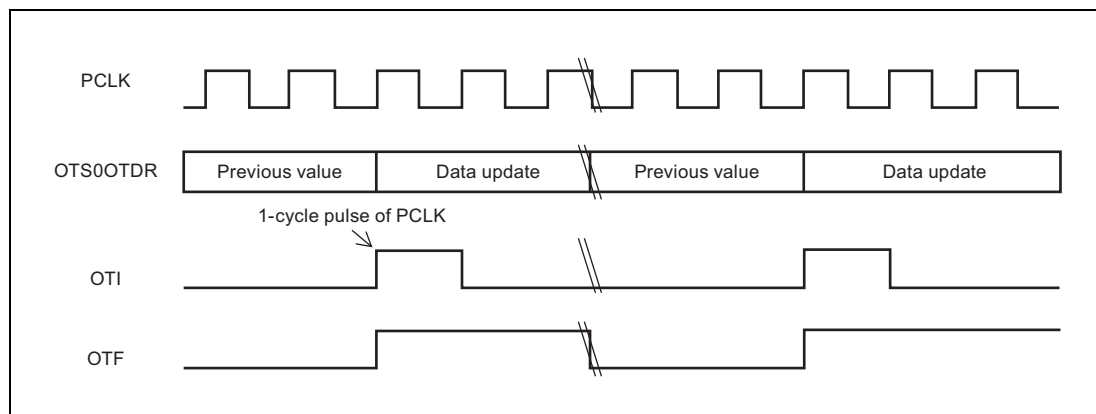 PCLK
OTS0OTDR Previous value Data update Previous value Data update
1-cycle pulse of PCLK
OTI
OTF